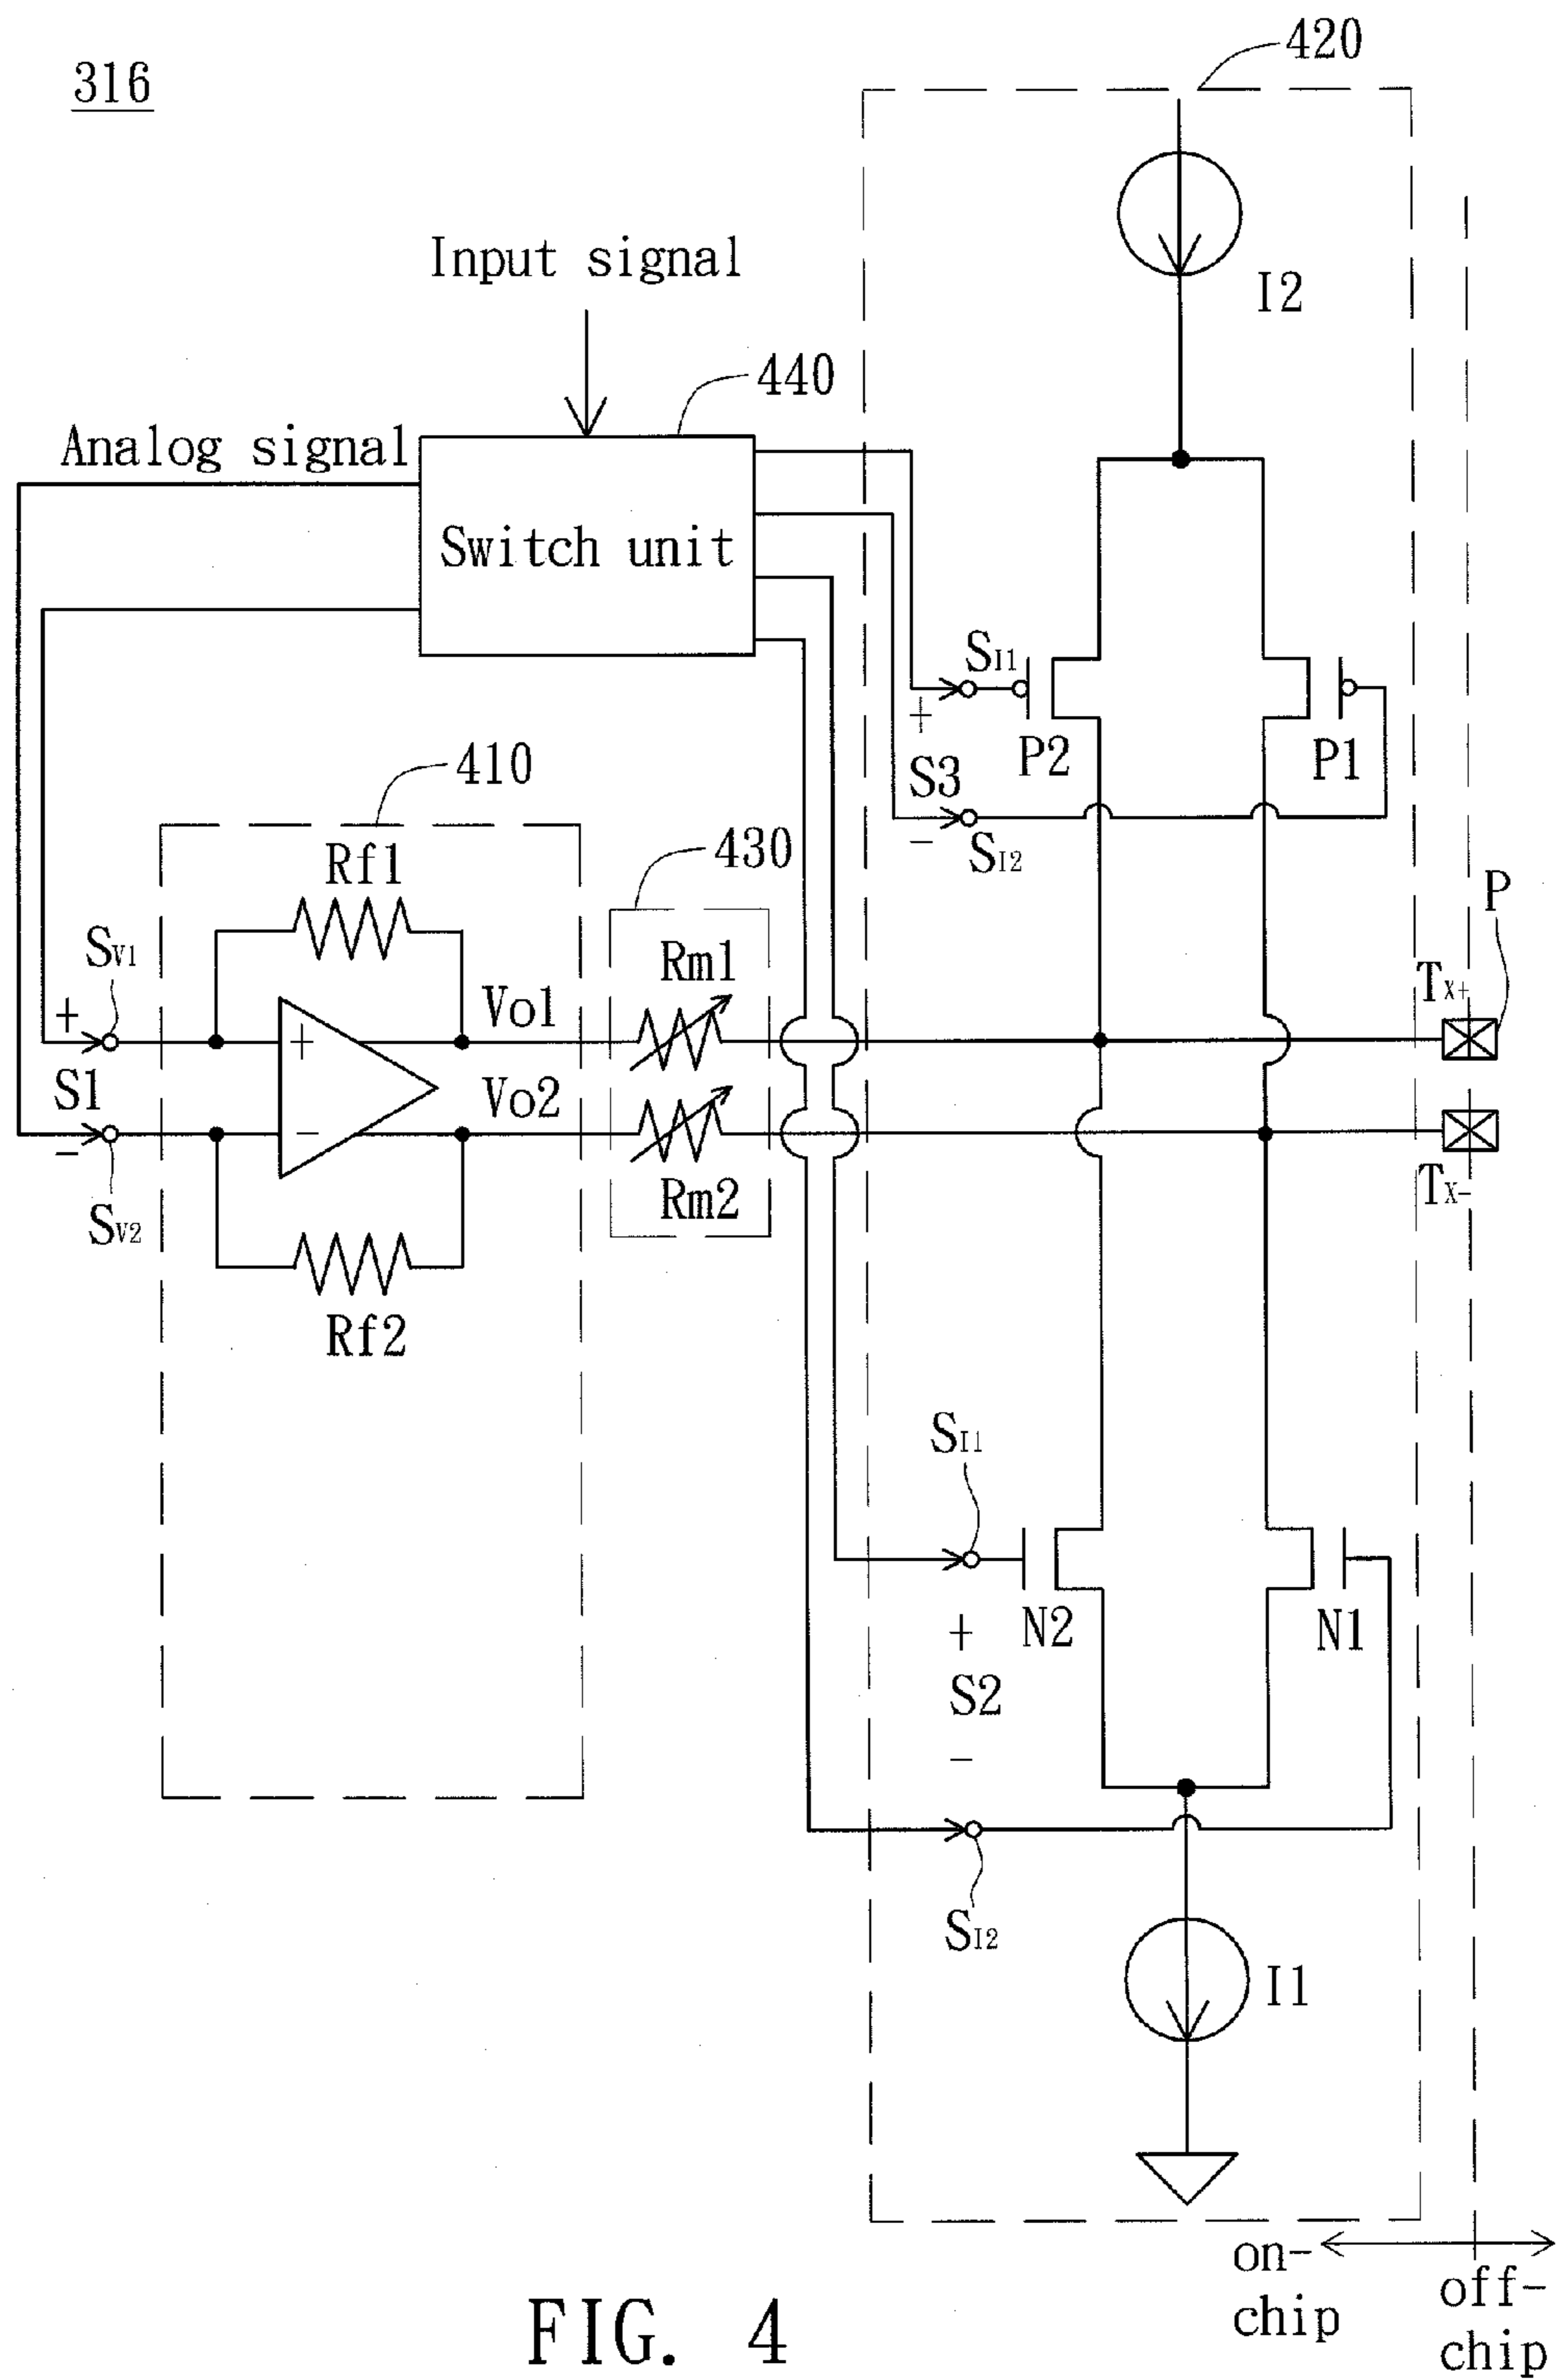 420
316
I2
Input signal
440
Analog signal
Switch unit
SI1
+
P2
P1
S3
-
SI2
410
430
Rf1
P
SV1
Rm1
Tx+
Vo1
+
+
S1
Vo2
-
-
Tx-
Rm2
SV2
Rf2
SI1
N2
N1
+
S2
-
SI2
I1
on-
chip
off-
chip
FIG. 4